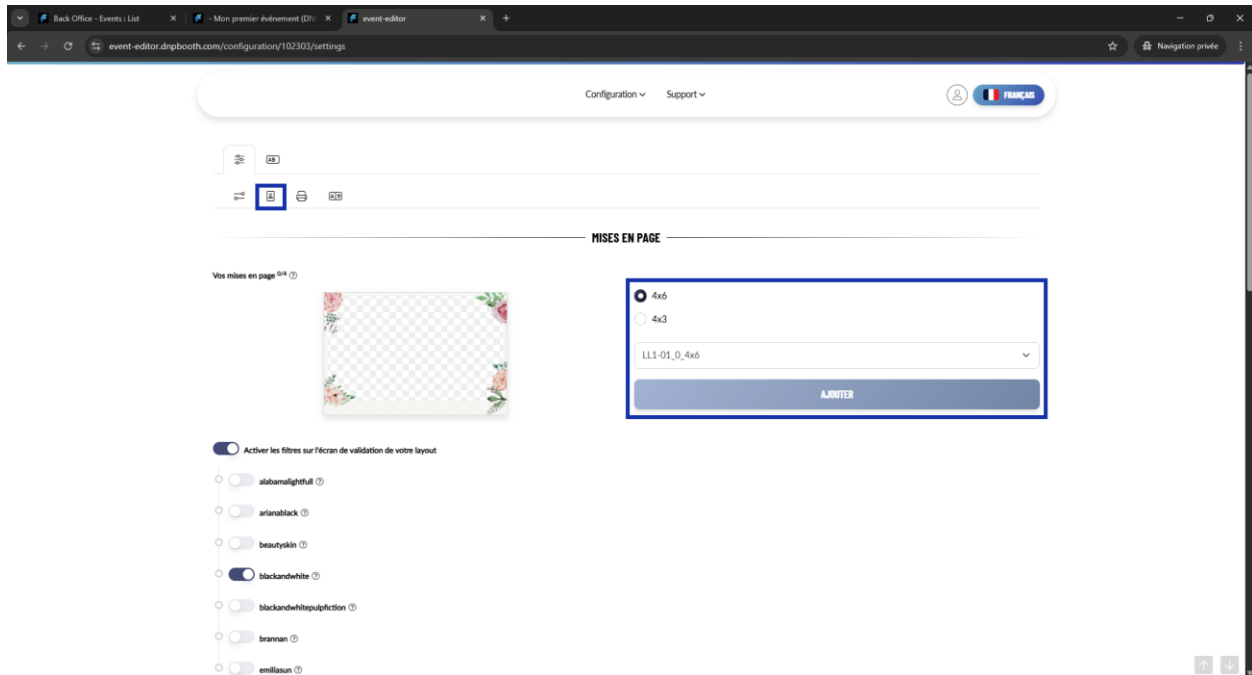 Back Office - Events : List
- Mon premier événement (DN
event-editor
event-editor.dnpbooth.com/configuration/102303/settings
Navigation privée
Configuration
Support
FRANÇAIS
AB
MISES EN PAGE
Vos mises en page 0/4
4x6
4x3
LL1-01_0_4x6
AJOUTER
Activer les filtres sur l'écran de validation de votre layout
alabamalightfull
arianablack
beautyskin
blackandwhite
blackandwhitepulpfiction
brannan
emiliasun